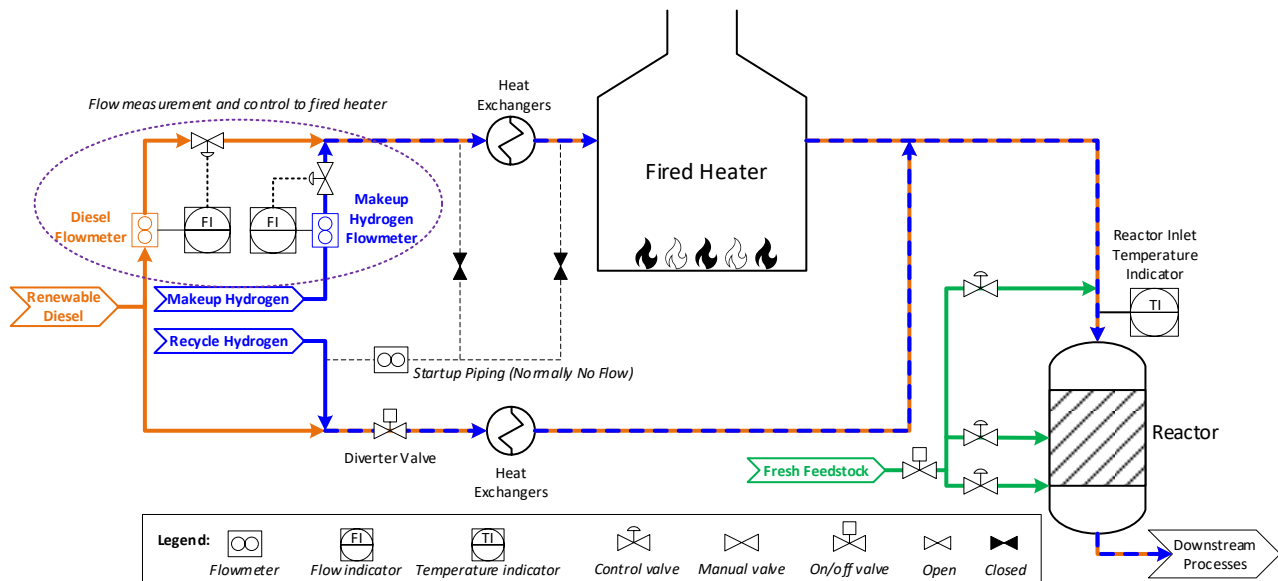 Flow measurement and control to fired heater
Heat
Exchangers
Fired Heater
Diesel
Flowmeter
FI
FI
Makeup
Hydrogen
Flowmeter
Renewable
Diesel
Makeup Hydrogen
Recycle Hydrogen
Startup Piping (Normally No Flow)
Diverter Valve
Heat
Exchangers
Reactor Inlet
Temperature
Indicator
TI
Reactor
Fresh Feedstock
Downstream
Processes
Legend:
FI
TI
Flowmeter
Flow indicator
Temperature indicator
Control valve
Manual valve
On/off valve
Open
Closed